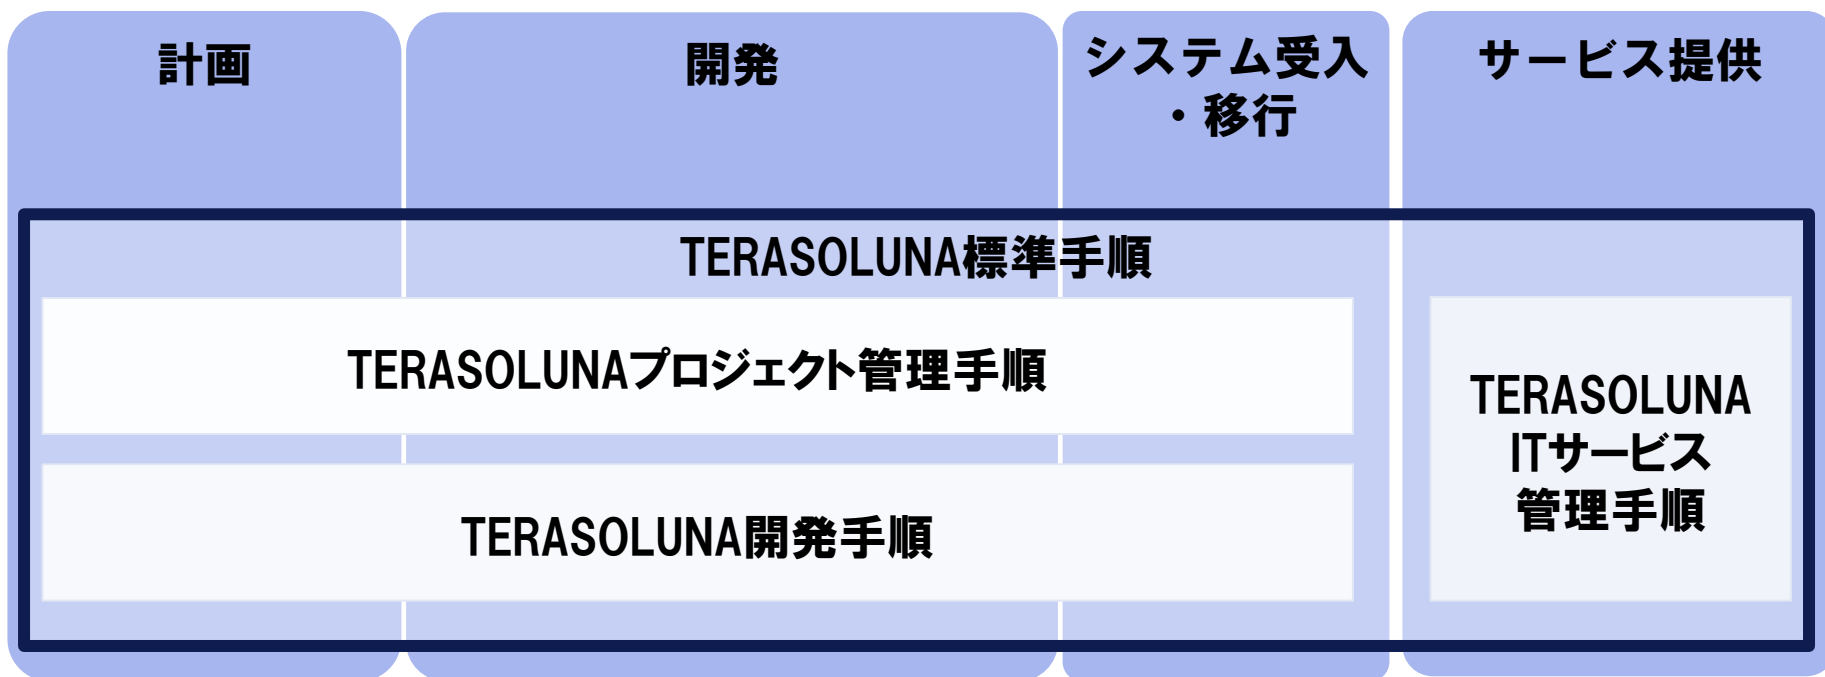 計画
開発
システム受入
・移行
サービス提供
TERASOLUNA標準手順
TERASOLUNAプロジェクト管理手順
TERASOLUNA開発手順
TERASOLUNA
ITサービス
管理手順